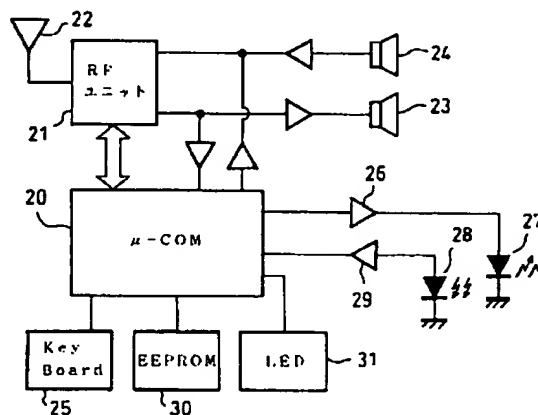 22
RF
ユニット
21
24
23
20
μ-COM
26
27
28
29
Key
Board
25
EEPROM
30
LED
31